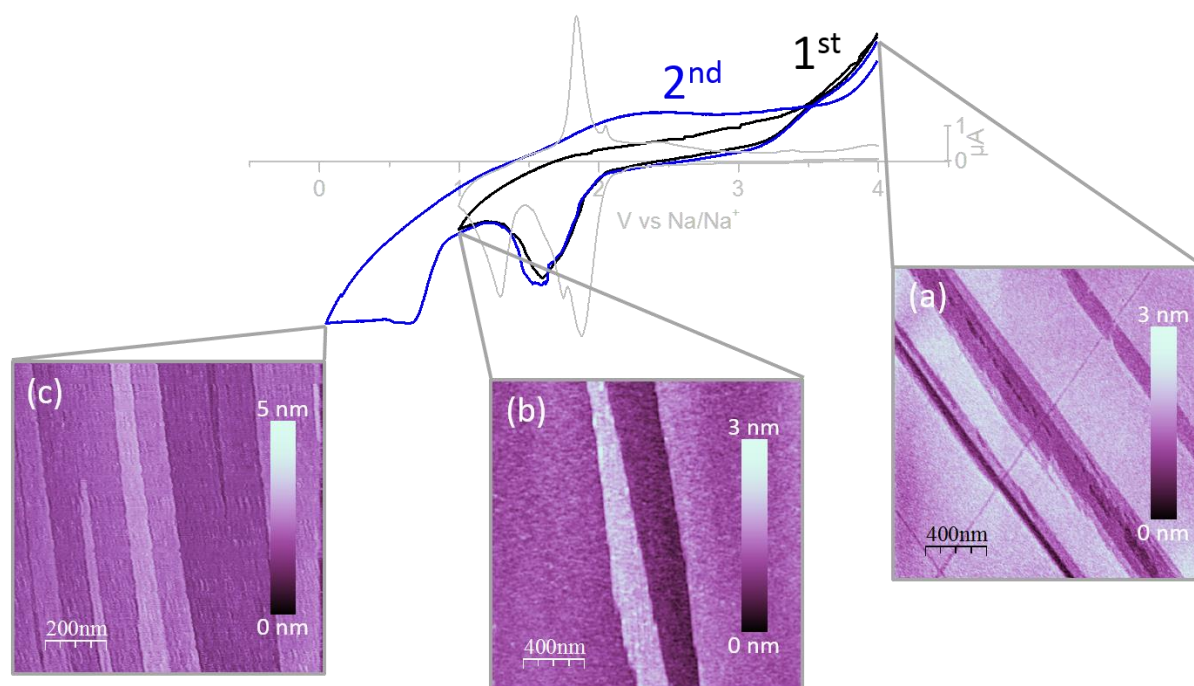 1st
2nd
1
0
µA
0
1
2
3
4
V vs Na/Na+
(a)
3 nm
0 nm
400nm
(b)
3 nm
0 nm
400nm
(c)
5 nm
0 nm
200nm